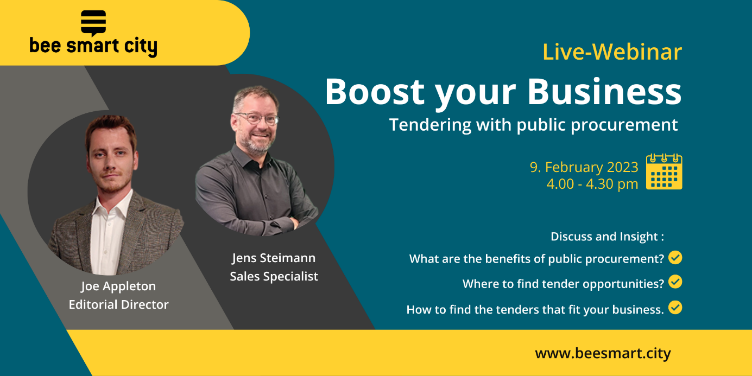 bee smart city
Live-Webinar
Boost your Business
Tendering with public procurement
9. February 2023
4.00 - 4.30 pm
Discuss and Insight :
What are the benefits of public procurement?
Where to find tender opportunities?
How to find the tenders that fit your business.
Jens Steimann
Sales Specialist
Joe Appleton
Editorial Director
www.beesmart.city